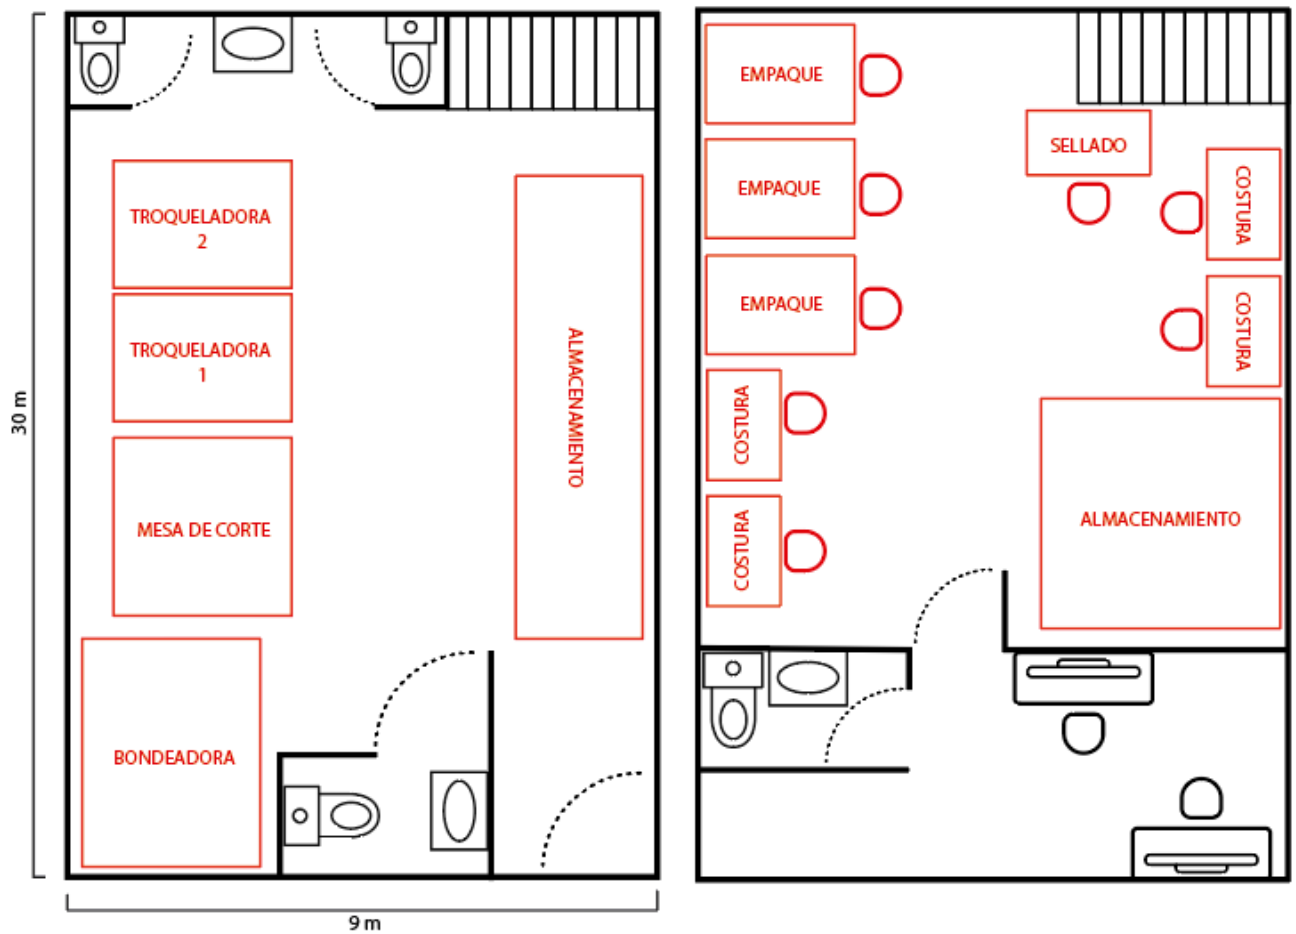 TROQUELADORA
2
TROQUELADORA
1
MESA DE CORTE
BONDEADORA
ALMACENAMIENTO
30 m
9 m
EMPAQUE
EMPAQUE
EMPAQUE
COSTURA
COSTURA
SELLADO
COSTURA
COSTURA
ALMACENAMIENTO